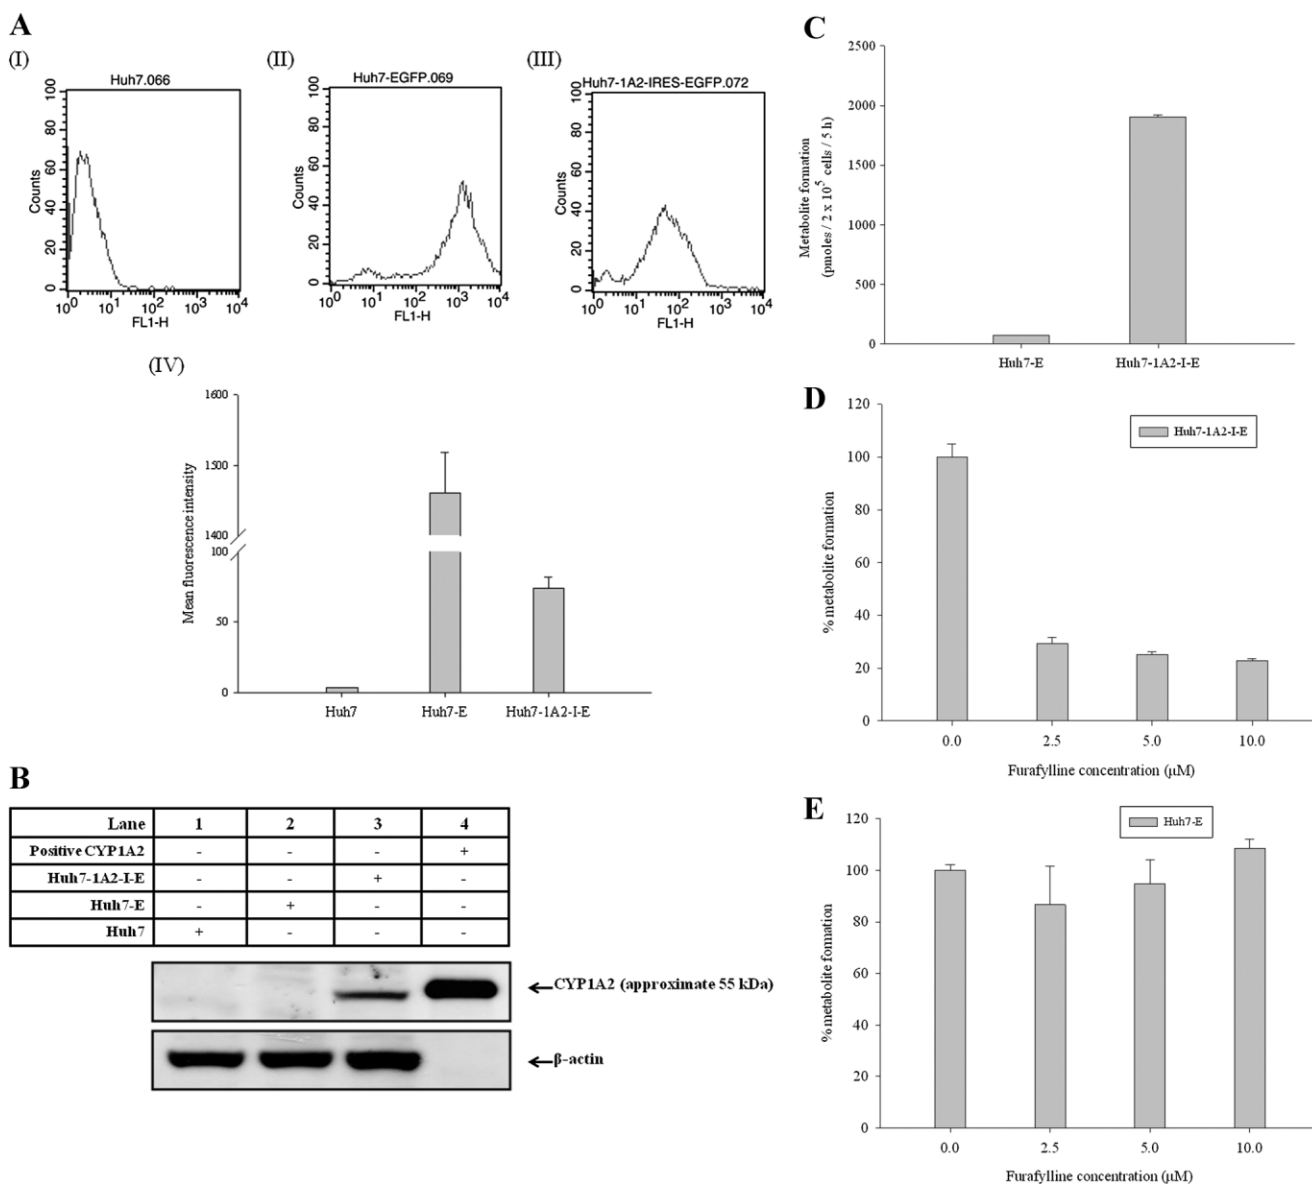 A
(I)
Huh7.066
100
80
60
40
20
0
Counts
10^0 10^1 10^2 10^3 10^4
FL1-H
(II)
Huh7-EGFP.069
100
80
60
40
20
0
Counts
10^0 10^1 10^2 10^3 10^4
FL1-H
(III)
Huh7-1A2-IRES-EGFP.072
100
80
60
40
20
0
Counts
10^0 10^1 10^2 10^3 10^4
FL1-H
(IV)
1600
1500
1400
100
50
0
Mean fluorescence intensity
Huh7 Huh7-E Huh7-1A2-I-E
B
Lane 1 2 3 4
Positive CYP1A2 - - - +
Huh7-1A2-I-E - - + -
Huh7-E - + - -
Huh7 + - - -
CYP1A2 (approximate 55 kDa)
β-actin
C
2500
2000
1500
1000
500
0
Metabolite formation
(pmoles / 2 x 10^5 cells / 5 h)
Huh7-E Huh7-1A2-I-E
D
120
100
80
60
40
20
0
% metabolite formation
Huh7-1A2-I-E
0.0 2.5 5.0 10.0
Furafylline concentration (μM)
E
120
100
80
60
40
20
0
% metabolite formation
Huh7-E
0.0 2.5 5.0 10.0
Furafylline concentration (μM)